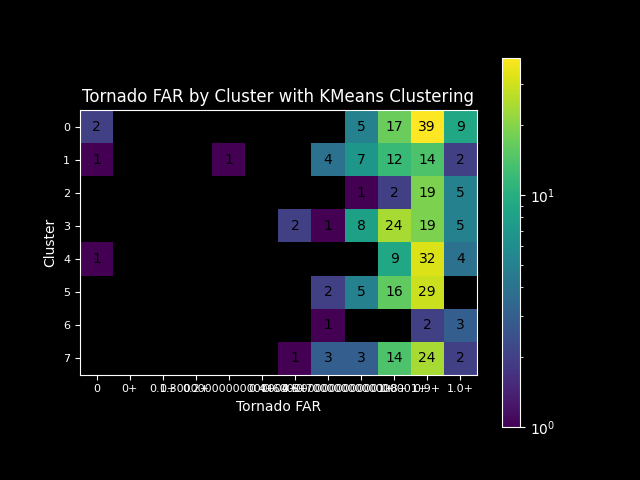 Tornado FAR by Cluster with KMeans Clustering
0 2 5 17 39 9
1 1 1 4 7 12 14 2
2 1 2 19 5
3 2 1 8 24 19 5
4 1 9 32 4
5 2 5 16 29
6 1 2 3
7 1 3 3 14 24 2
0 0+ 0.9+ 1.0+
Tornado FAR
Cluster
10¹
10⁰